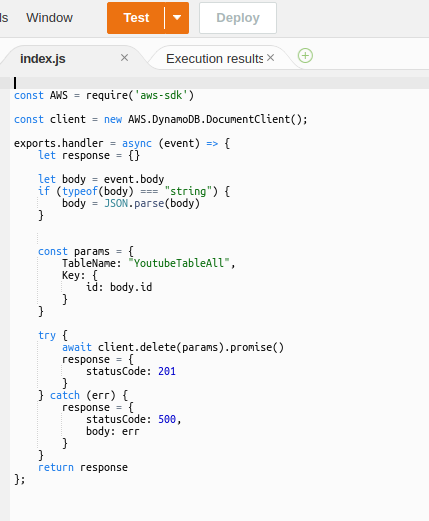 ls Window Test Deploy
index.js × Execution results ×
const AWS = require('aws-sdk')
const client = new AWS.DynamoDB.DocumentClient();
exports.handler = async (event) => {
let response = {}
let body = event.body
if (typeof(body) === "string") {
body = JSON.parse(body)
}
const params = {
TableName: "YoutubeTableAll",
Key: {
id: body.id
}
}
try {
await client.delete(params).promise()
response = {
statusCode: 201
}
} catch (err) {
response = {
statusCode: 500,
body: err
}
}
return response
};